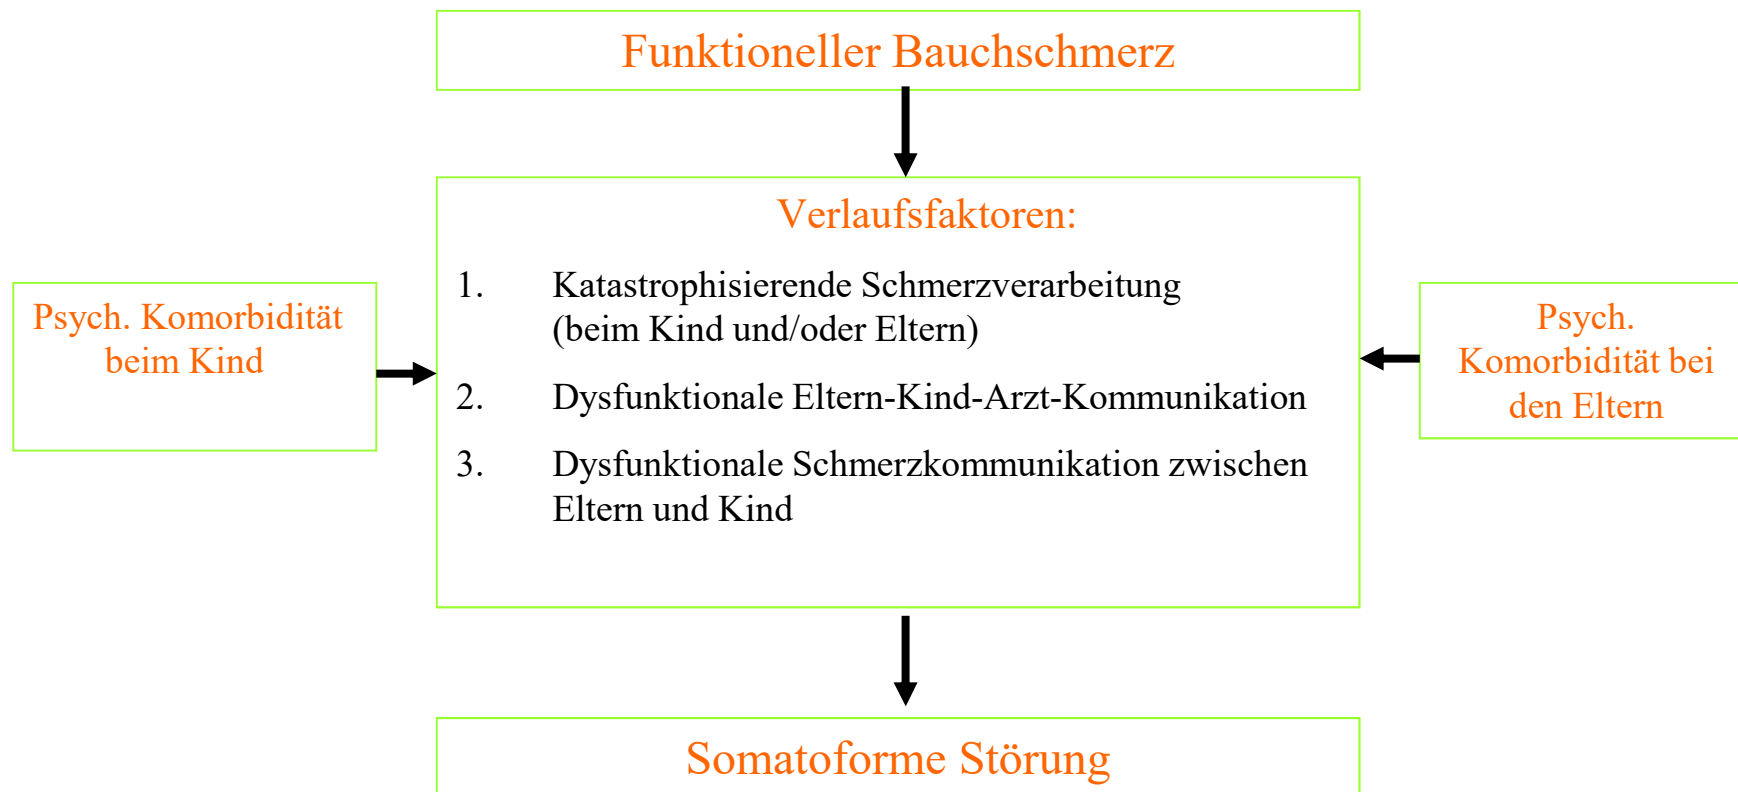 Funktioneller Bauchschmerz
Verlaufsfaktoren:
1. Katastrophisierende Schmerzverarbeitung
(beim Kind und/oder Eltern)
2. Dysfunktionale Eltern-Kind-Arzt-Kommunikation
3. Dysfunktionale Schmerzkommunikation zwischen
Eltern und Kind
Psych. Komorbidität
beim Kind
Psych.
Komorbidität bei
den Eltern
Somatoforme Störung